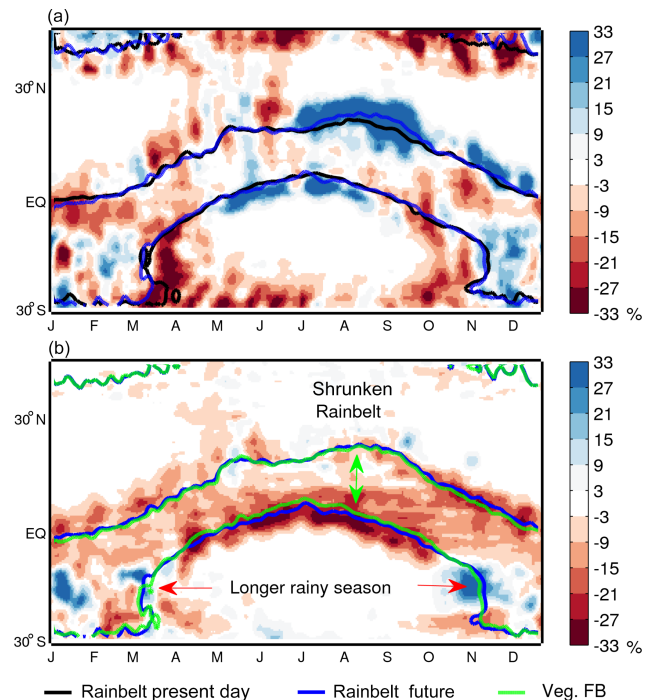 (a)
30°N
EQ
30°S
J F M A M J J A S O N D
33
27
21
15
9
3
-3
-9
-15
-21
-27
-33 %
(b)
Shrunken
Rainbelt
30°N
EQ
Longer rainy season
30°S
J F M A M J J A S O N D
33
27
21
15
9
3
-3
-9
-15
-21
-27
-33 %
Rainbelt present day Rainbelt future Veg. FB